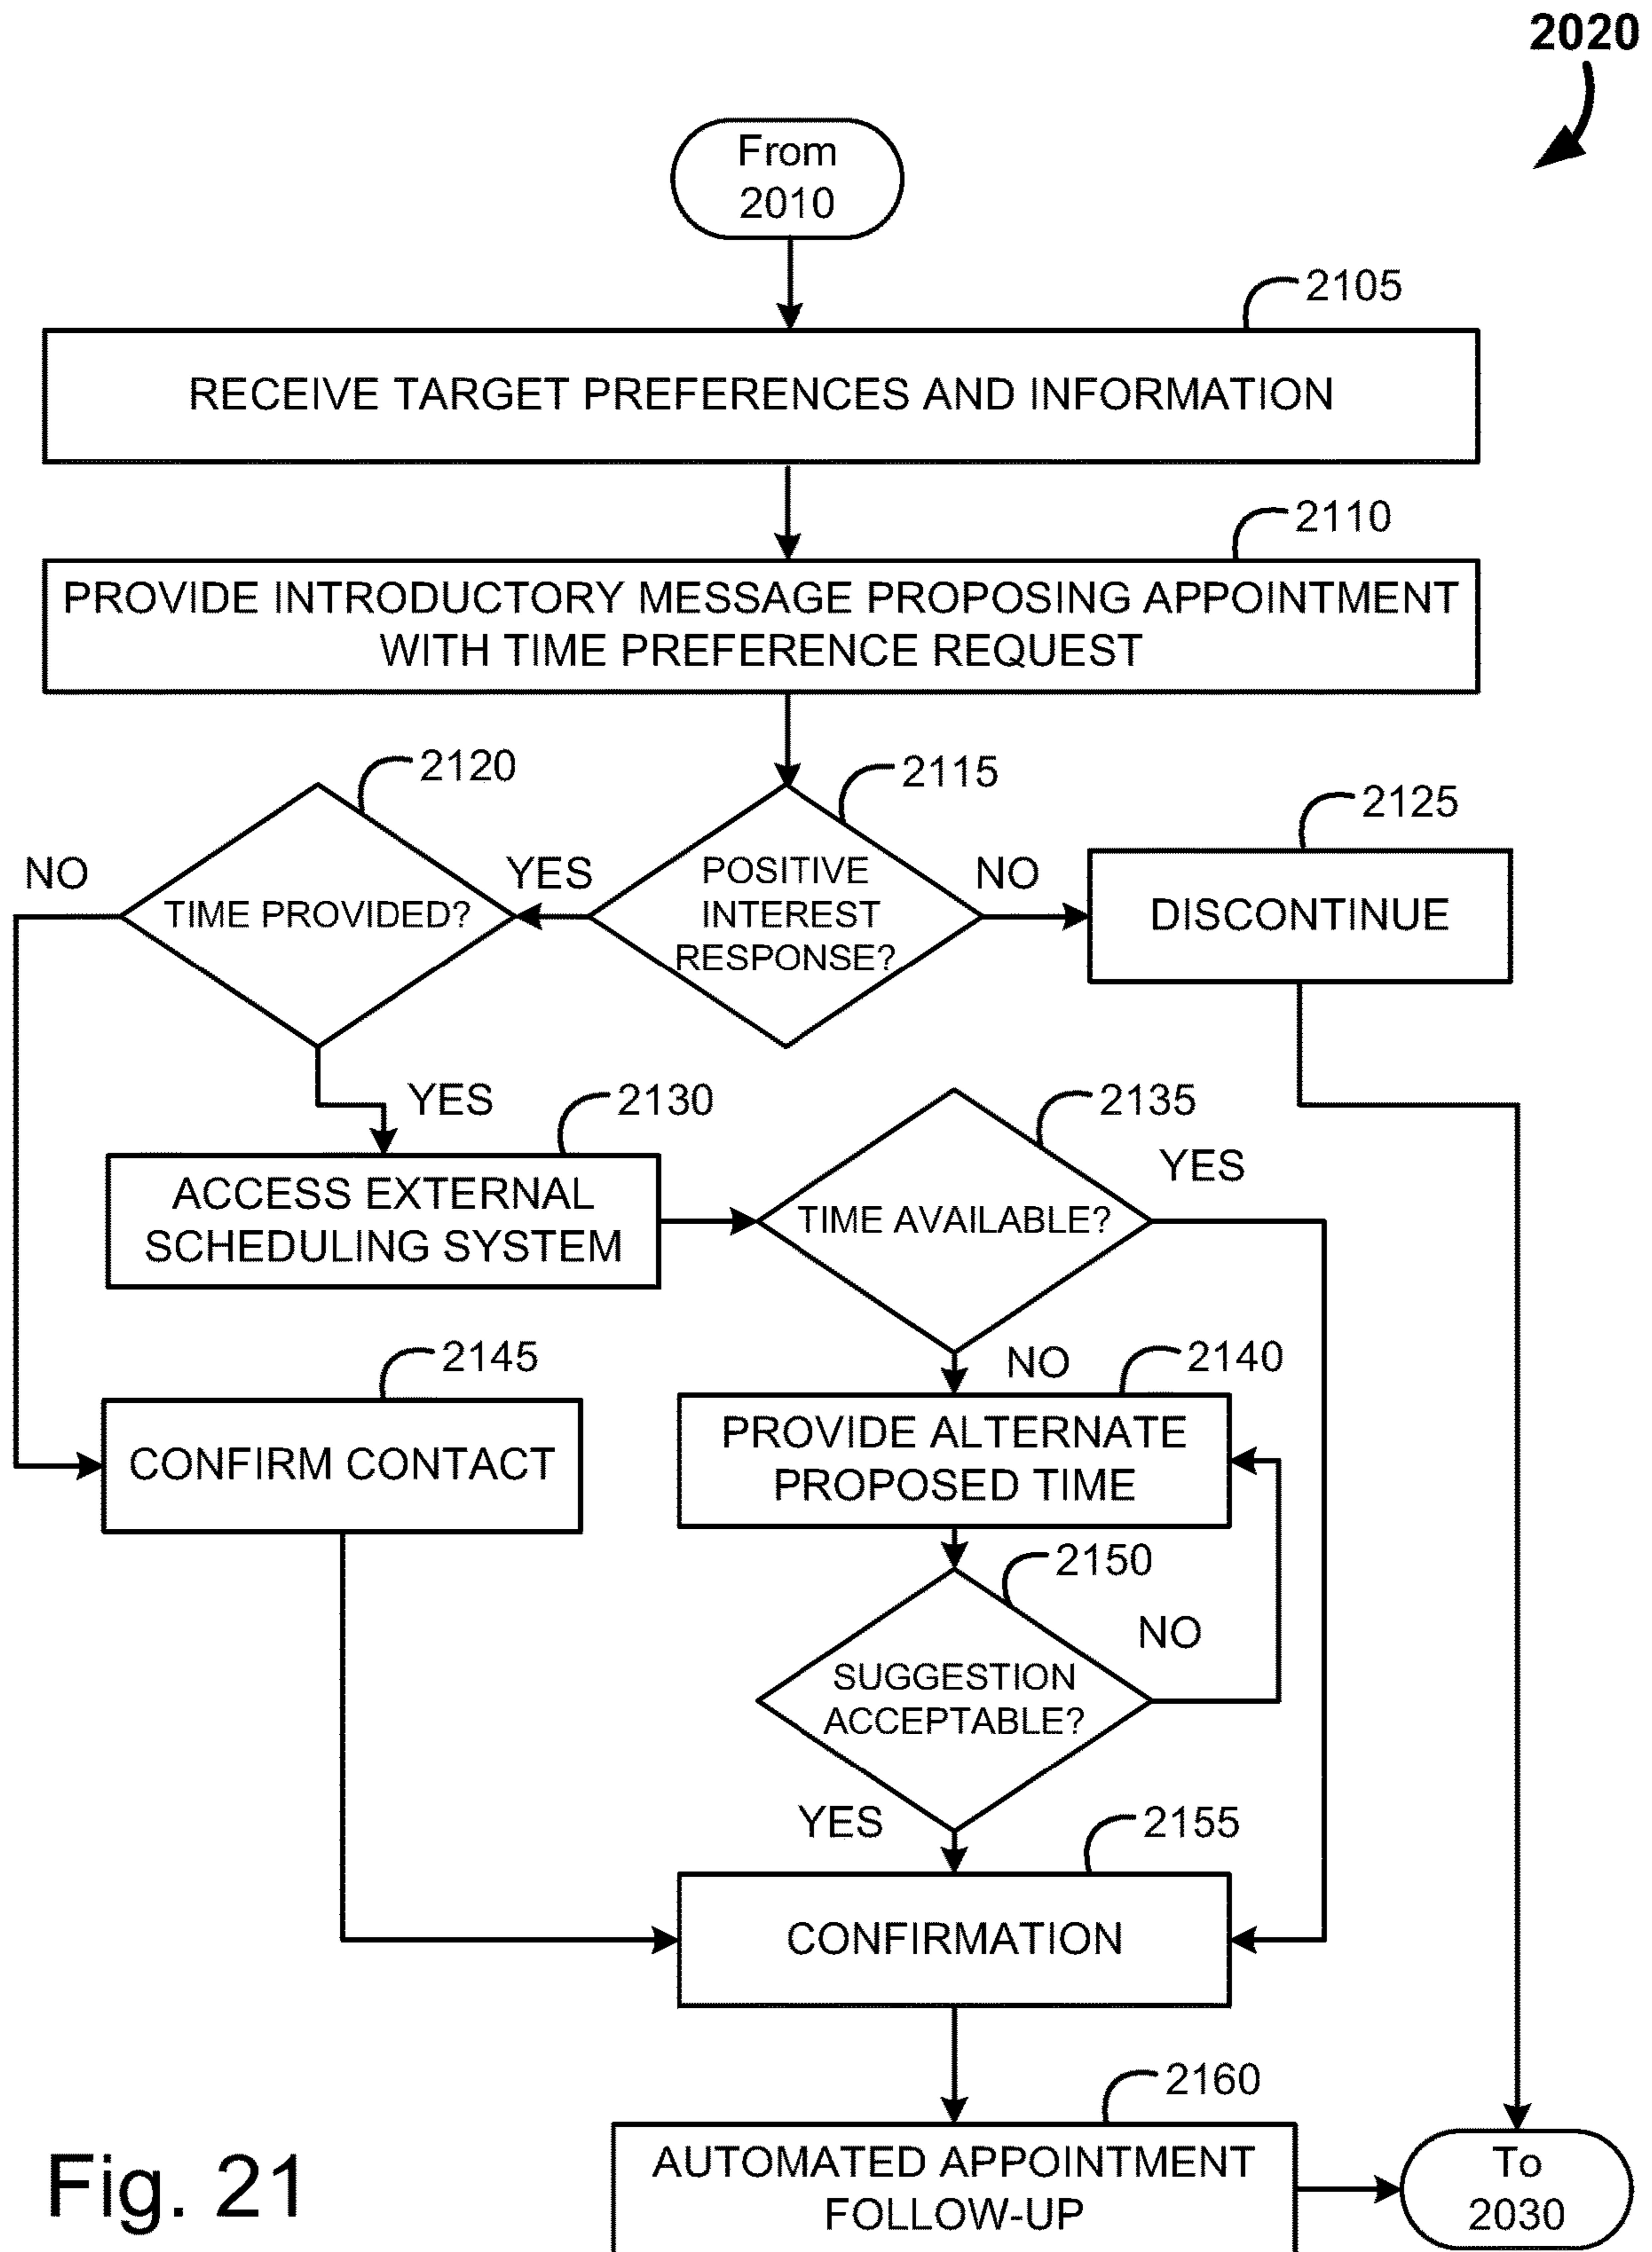 2020
From
2010
2105
RECEIVE TARGET PREFERENCES AND INFORMATION
2110
PROVIDE INTRODUCTORY MESSAGE PROPOSING APPOINTMENT
WITH TIME PREFERENCE REQUEST
2120
2115
2125
NO
TIME PROVIDED?
YES
POSITIVE
INTEREST
RESPONSE?
NO
DISCONTINUE
YES
2130
2135
YES
ACCESS EXTERNAL
SCHEDULING SYSTEM
TIME AVAILABLE?
2145
NO
2140
CONFIRM CONTACT
PROVIDE ALTERNATE
PROPOSED TIME
2150
NO
SUGGESTION
ACCEPTABLE?
YES
2155
CONFIRMATION
2160
AUTOMATED APPOINTMENT
FOLLOW-UP
To
2030
Fig. 21